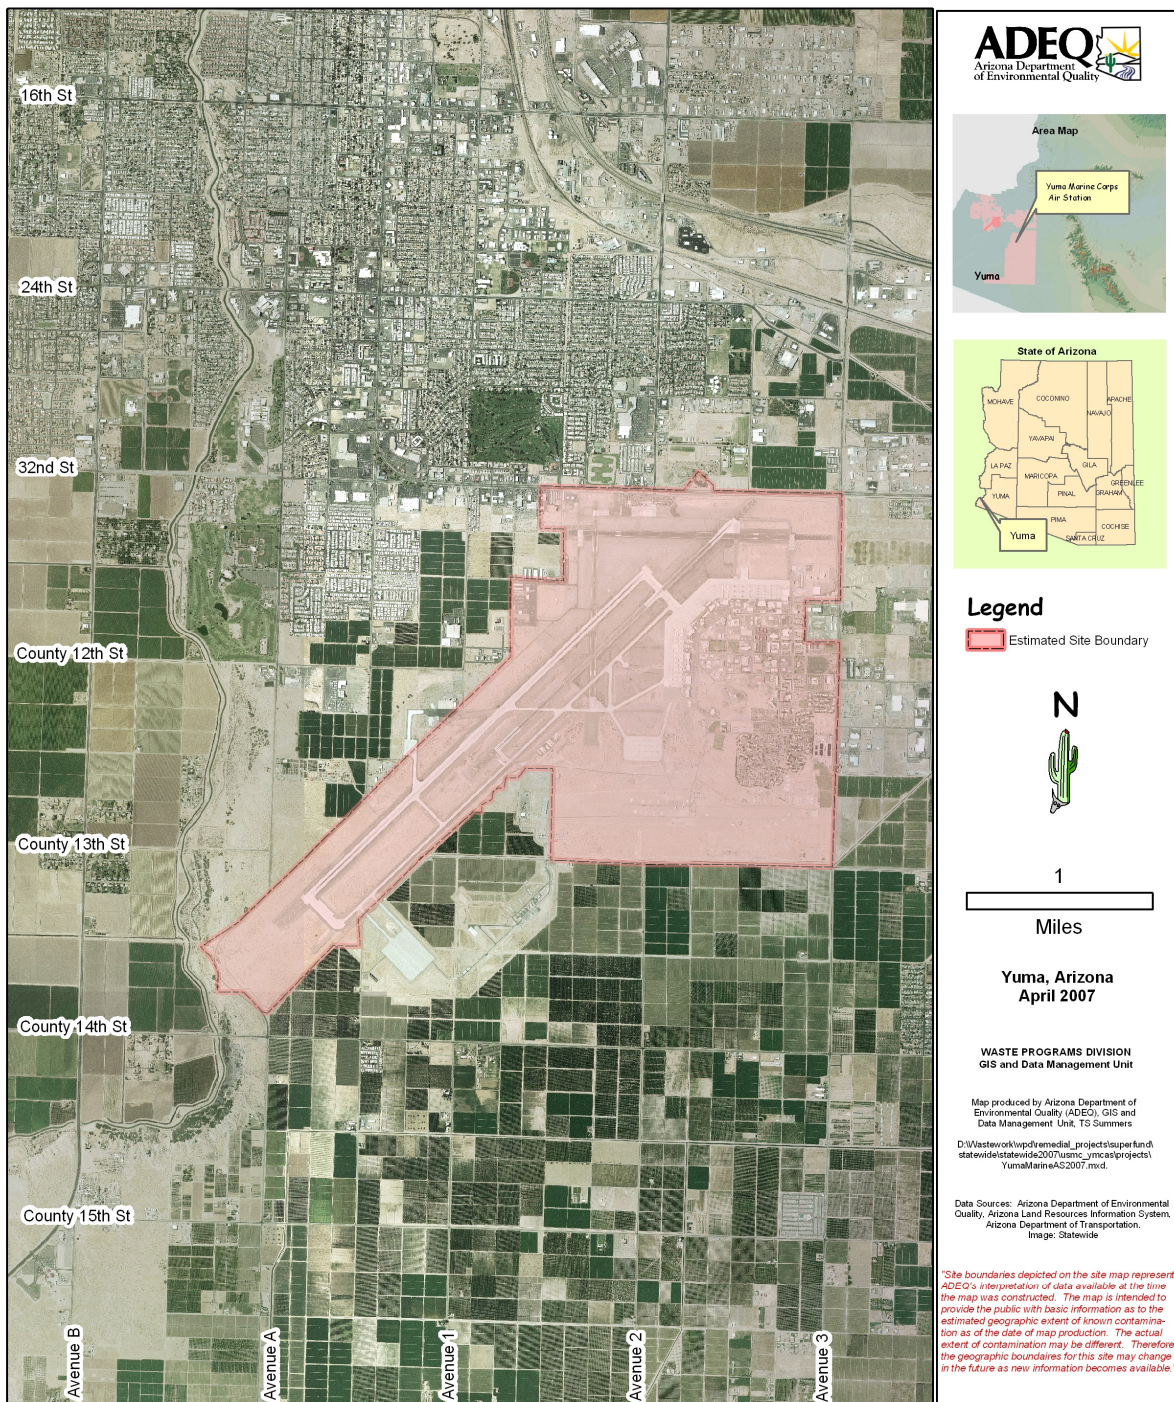 16th St
24th St
32nd St
County 12th St
County 13th St
County 14th St
County 15th St
Avenue B
Avenue A
Avenue 1
Avenue 2
Avenue 3
ADEQ
Arizona Department
of Environmental Quality
Area Map
Yuma Marine Corps
Air Station
Yuma
State of Arizona
MOHAVE
COCONINO
APACHE
NAVAJO
YAVAPAI
LA PAZ
GILA
MARICOPA
GREENLEE
YUMA
PINAL
GRAHAM
PIMA
COCHISE
SANTA CRUZ
Yuma
Legend
Estimated Site Boundary
N
1
Miles
Yuma, Arizona
April 2007
WASTE PROGRAMS DIVISION
GIS and Data Management Unit
Map produced by Arizona Department of
Environmental Quality (ADEQ), GIS and
Data Management Unit, TS Summers
D:\Wastework\wpd\remedial_projects\superfund\
statewide\statewide2007\usmc_ymcas\projects\
YumaMarineAS2007.mxd.
Data Sources: Arizona Department of Environmental
Quality, Arizona Land Resources Information System,
Arizona Department of Transportation.
Image: Statewide
"Site boundaries depicted on the site map represent
ADEQ's interpretation of data available at the time
the map was constructed. The map is intended to
provide the public with basic information as to the
estimated geographic extent of known contamina-
tion as of the date of map production. The actual
extent of contamination may be different. Therefore
the geographic boundaires for this site may change
in the future as new information becomes available.